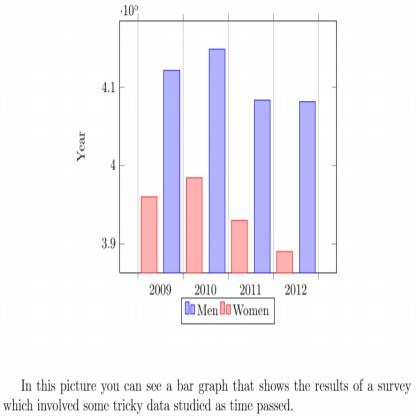 ·10⁵
4.1
Year
4
3.9
2009 2010 2011 2012
Men Women
In this picture you can see a bar graph that shows the results of a survey
which involved some tricky data studied as time passed.